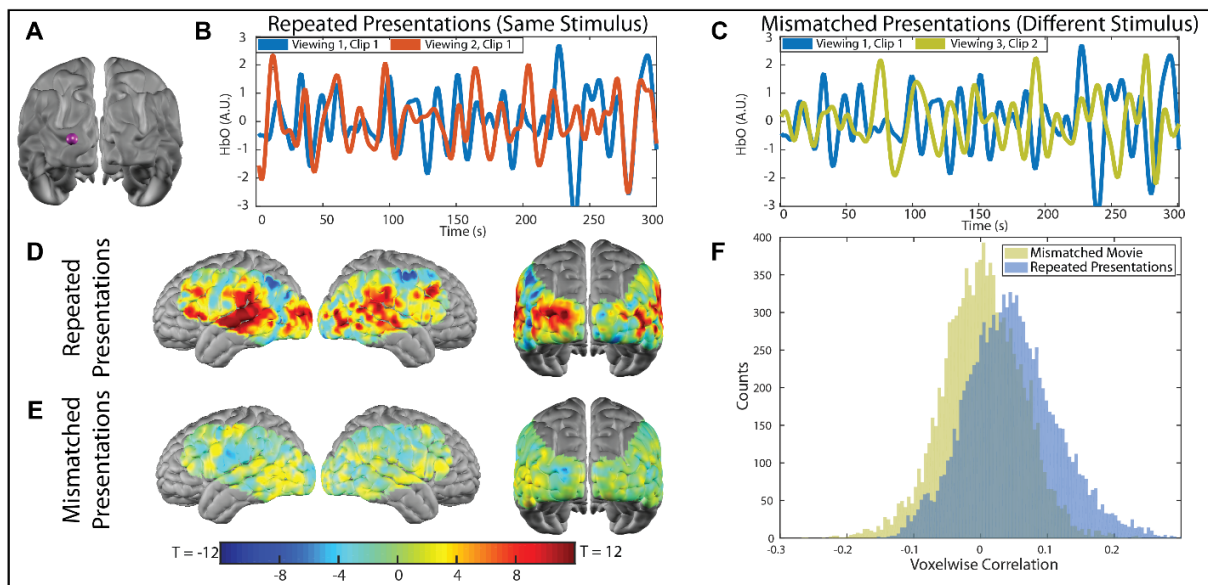 A
B
Repeated Presentations (Same Stimulus)
Viewing 1, Clip 1
Viewing 2, Clip 1
3
2
1
0
-1
-2
-3
HbO (A.U.)
0
50
100
150
200
250
300
Time (s)
C
Mismatched Presentations (Different Stimulus)
Viewing 1, Clip 1
Viewing 3, Clip 2
3
2
1
0
-1
-2
-3
HbO (A.U.)
0
50
100
150
200
250
300
Time (s)
D
Repeated
Presentations
E
Mismatched
Presentations
T = -12
T = 12
-8
-4
0
4
8
F
Mismatched Movie
Repeated Presentations
400
350
300
250
200
150
100
50
0
Counts
-0.3
-0.2
-0.1
0
0.1
0.2
Voxelwise Correlation